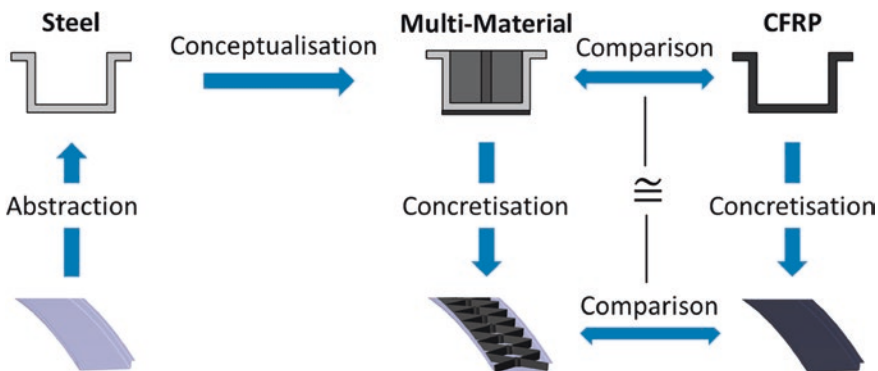 Steel
Multi-Material
CFRP
Conceptualisation
Comparison
Abstraction
Concretisation
≅
Concretisation
Comparison